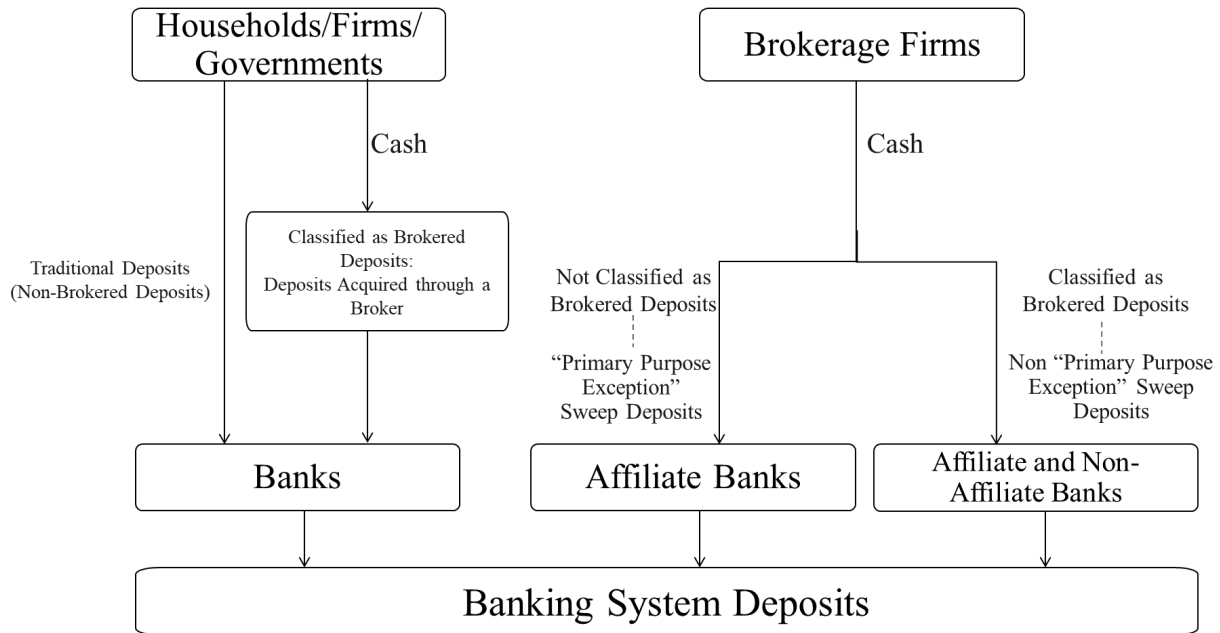 Households/Firms/
Governments
Brokerage Firms
Cash
Cash
Classified as Brokered
Deposits:
Deposits Acquired through a
Broker
Traditional Deposits
(Non-Brokered Deposits)
Not Classified as
Brokered Deposits
“Primary Purpose
Exception”
Sweep Deposits
Classified as
Brokered Deposits
Non “Primary Purpose
Exception” Sweep
Deposits
Banks
Affiliate Banks
Affiliate and Non-
Affiliate Banks
Banking System Deposits